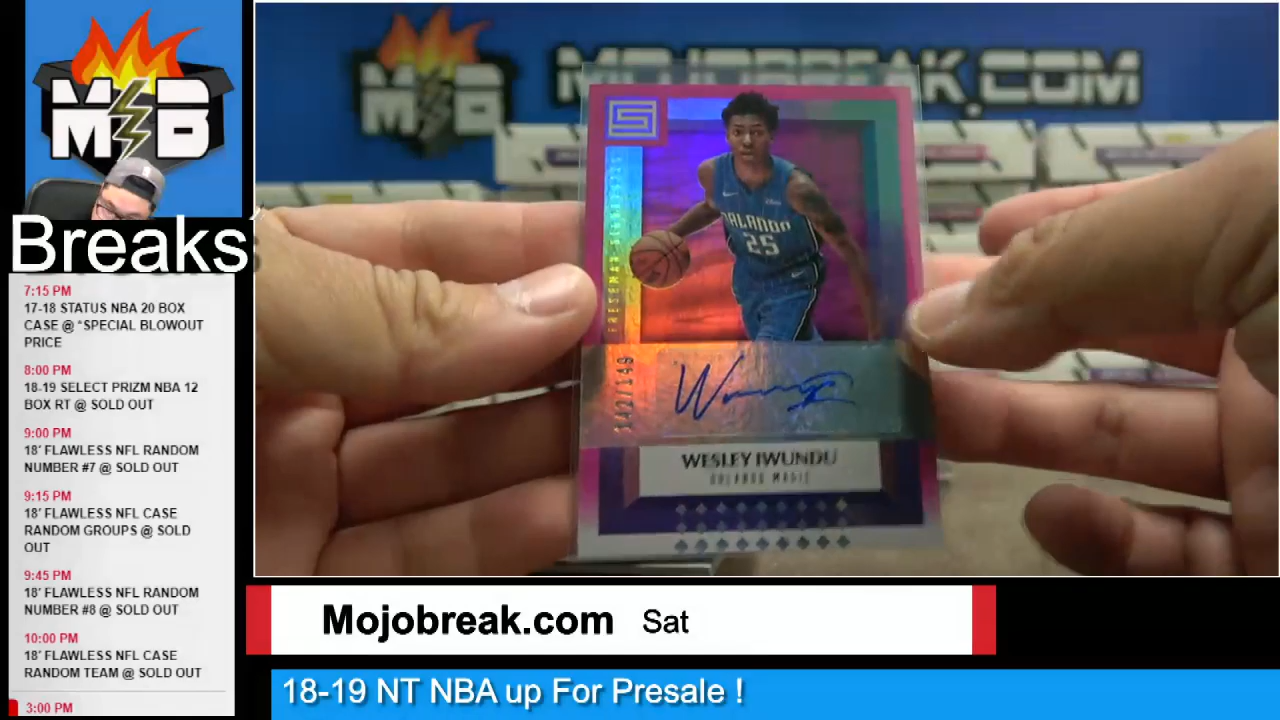 MOJOBREAK.COM
M B
Breaks
7:15 PM
17-18 STATUS NBA 20 BOX
CASE @ *SPECIAL BLOWOUT
PRICE
8:00 PM
18-19 SELECT PRIZM NBA 12
BOX RT @ SOLD OUT
9:00 PM
18' FLAWLESS NFL RANDOM
NUMBER #7 @ SOLD OUT
9:15 PM
18' FLAWLESS NFL CASE
RANDOM GROUPS @ SOLD
OUT
9:45 PM
18' FLAWLESS NFL RANDOM
NUMBER #8 @ SOLD OUT
10:00 PM
18' FLAWLESS NFL CASE
RANDOM TEAM @ SOLD OUT
3:00 PM
ORLANDO
25
142/149
WESLEY IWUNDU
ORLANDO MAGIC
Mojobreak.com Sat
18-19 NT NBA up For Presale !